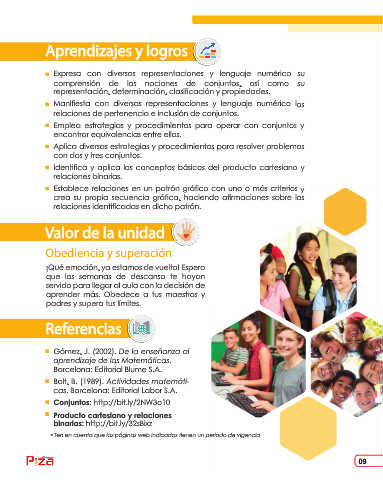 Aprendizajes y logros
Expresa con diversas representaciones y lenguaje numérico su
comprensión de las nociones de conjuntos, así como su
representación, determinación, clasificación y propiedades.
Manifiesta con diversas representaciones y lenguaje numérico las
relaciones de pertenencia e inclusión de conjuntos.
Emplea estrategias y procedimientos para operar con conjuntos y
encontrar equivalencias entre ellos.
Aplica diversas estrategias y procedimientos para resolver problemas
con dos y tres conjuntos.
Identifica y aplica los conceptos básicos del producto cartesiano y
relaciones binarias.
Establece relaciones en un patrón gráfico con uno o más criterios y
crea su propia secuencia gráfica, haciendo afirmaciones sobre las
relaciones identificadas en dicho patrón.
Valor de la unidad
Obediencia y superación
¡Qué emoción, ya estamos de vuelta! Espero
que las semanas de descanso te hayan
servido para llegar al aula con la decisión de
aprender más. Obedece a tus maestros y
padres y supera tus límites.
Referencias
Gómez, J. (2002). De la enseñanza al
aprendizaje de las Matemáticas.
Barcelona: Editorial Blume S.A.
Bolt, B. (1989). Actividades matemáti-
cas. Barcelona: Editorial Labor S.A.
Conjuntos: http://bit.ly/2NW3o10
Producto cartesiano y relaciones
binarias: http://bit.ly/32sBixz
* Ten en cuenta que las páginas web indicadas tienen un periodo de vigencia
09